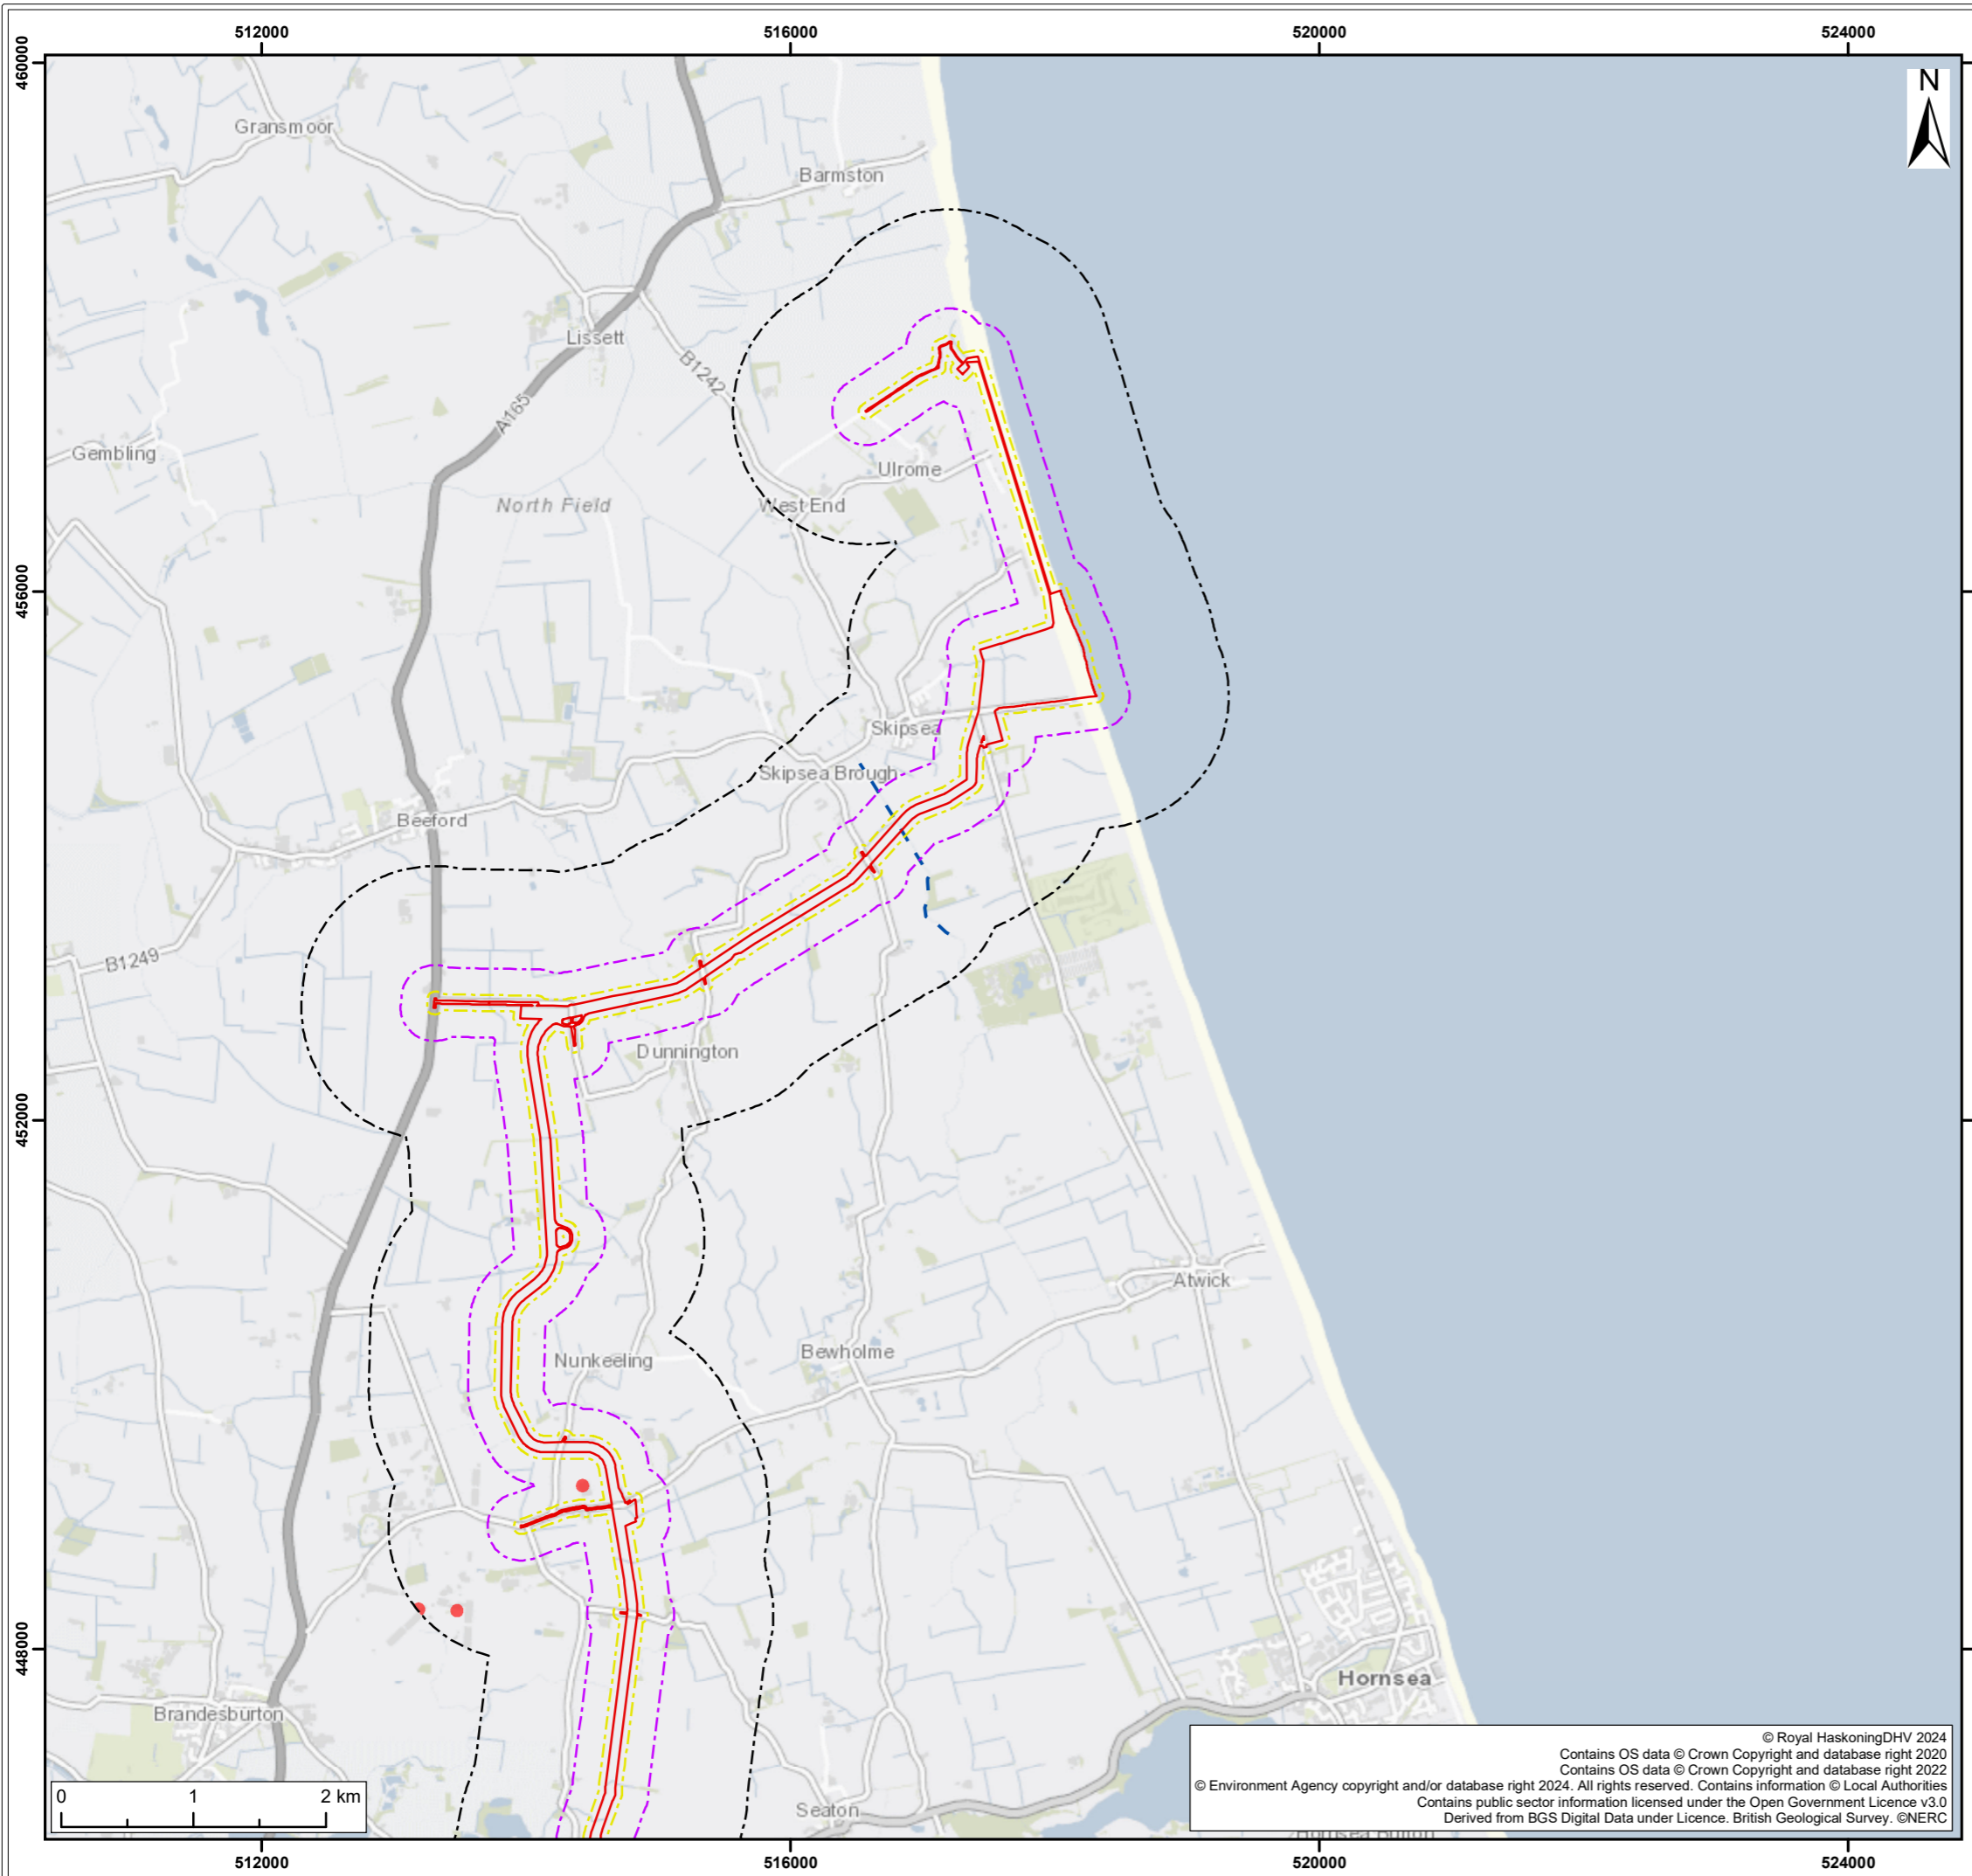 512000 516000 520000 524000
460000
N
Gransmoor
Barmston
Lissett
B1242
A165
Gembling
Ulrome
North Field
West End
456000
Skipsea
Skipsea Brough
Beeford
B1249
Dunnington
452000
Atwick
Bewholme
Nunkeeling
448000
Hornsea
Brandesburton
Seaton
0 1 2 km
© Royal HaskoningDHV 2024
Contains OS data © Crown Copyright and database right 2020
Contains OS data © Crown Copyright and database right 2022
© Environment Agency copyright and/or database right 2024. All rights reserved. Contains information © Local Authorities
Contains public sector information licensed under the Open Government Licence v3.0
Derived from BGS Digital Data under Licence. British Geological Survey. ©NERC
512000 516000 520000 524000